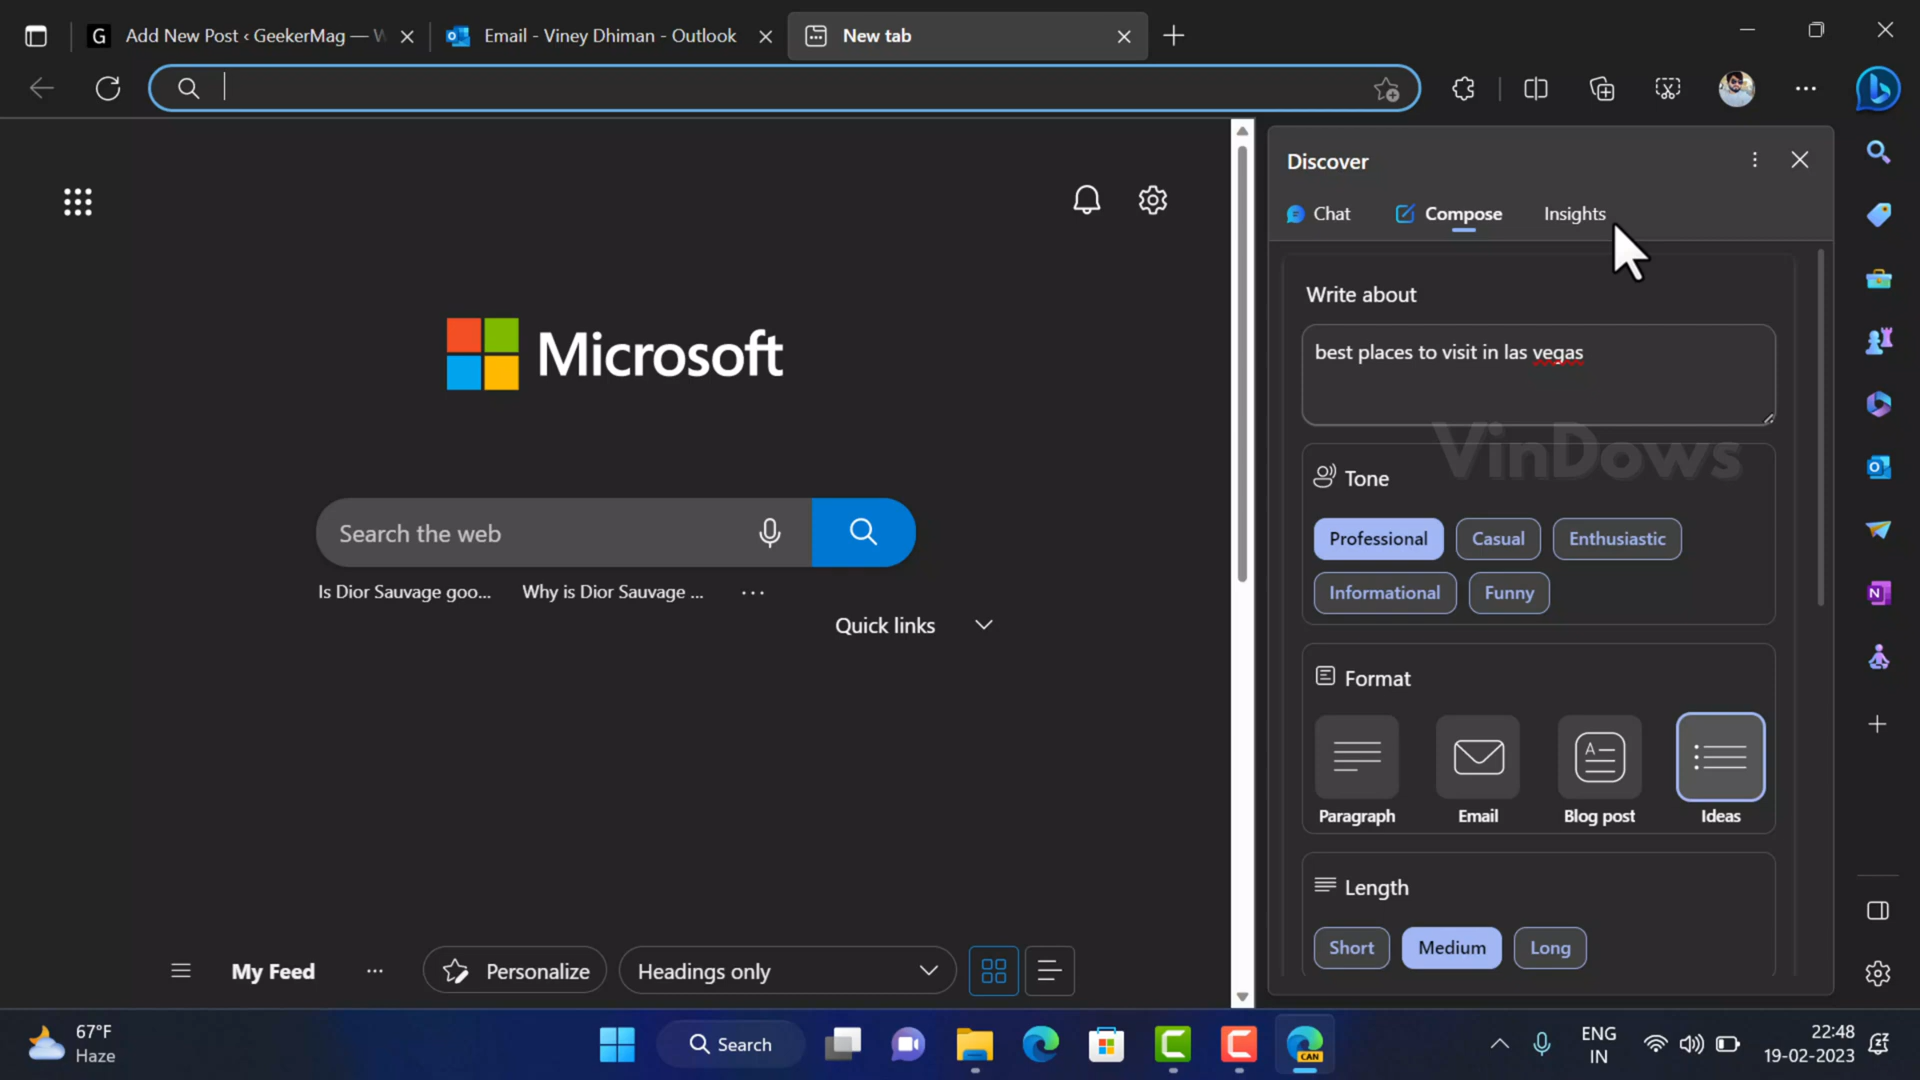 Add New Post ‹ GeekerMag — W
Email - Viney Dhiman - Outlook
New tab
Discover
Chat
Compose
Insights
Write about
best places to visit in las vegas
VinDows
Tone
Professional
Casual
Enthusiastic
Informational
Funny
Format
Paragraph
Email
Blog post
Ideas
Length
Short
Medium
Long
Microsoft
Search the web
Is Dior Sauvage goo...
Why is Dior Sauvage ...
Quick links
My Feed
Personalize
Headings only
67°F
Haze
Search
CAN
ENG
IN
22:48
19-02-2023